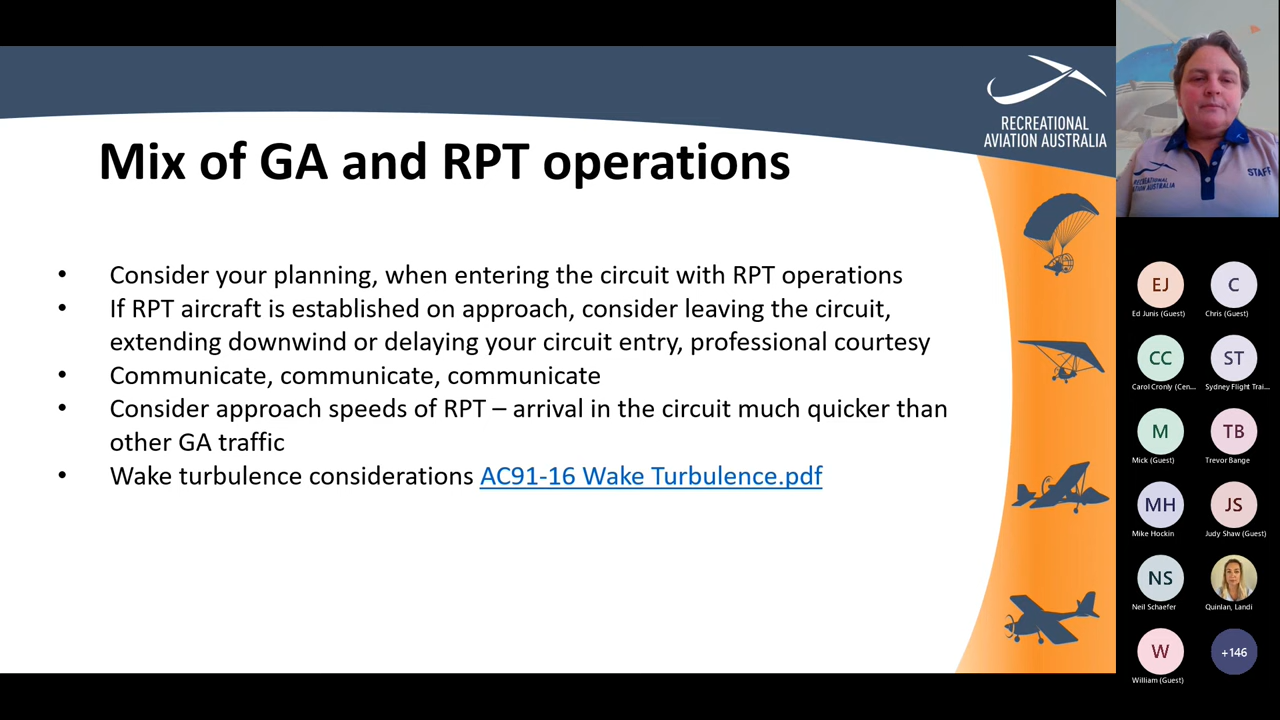 RECREATIONAL
AVIATION AUSTRALIA
Mix of GA and RPT operations
• Consider your planning, when entering the circuit with RPT operations
• If RPT aircraft is established on approach, consider leaving the circuit,
extending downwind or delaying your circuit entry, professional courtesy
• Communicate, communicate, communicate
• Consider approach speeds of RPT – arrival in the circuit much quicker than
other GA traffic
• Wake turbulence considerations AC91-16 Wake Turbulence.pdf
RECREATIONAL
AVIATION AUSTRALIA
STAFF
EJ
Ed Junis (Guest)
C
Chris (Guest)
CC
Carol Cronly (Cen...
ST
Sydney Flight Trai...
M
Mick (Guest)
TB
Trevor Bange
MH
Mike Hockin
JS
Judy Shaw (Guest)
NS
Neil Schaefer
Quinlan, Landi
W
William (Guest)
+146